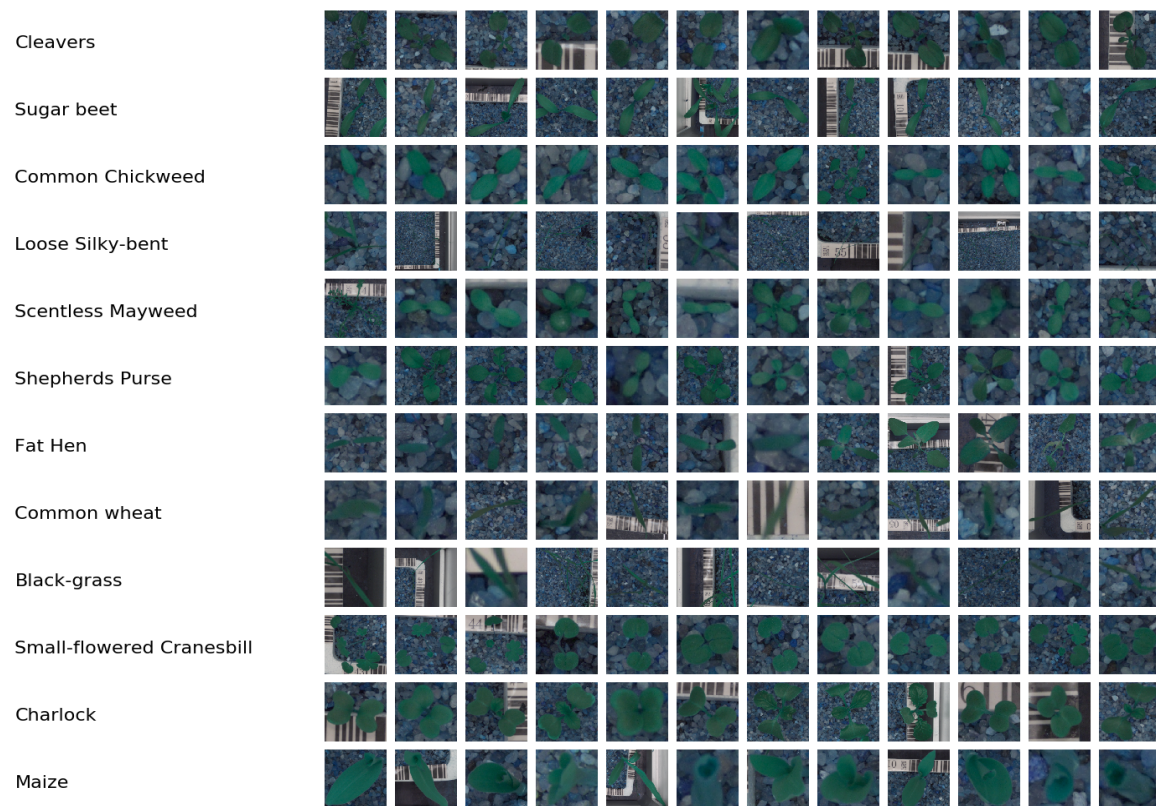 Cleavers
Sugar beet
Common Chickweed
Loose Silky-bent
Scentless Mayweed
Shepherds Purse
Fat Hen
Common wheat
Black-grass
Small-flowered Cranesbill
Charlock
Maize